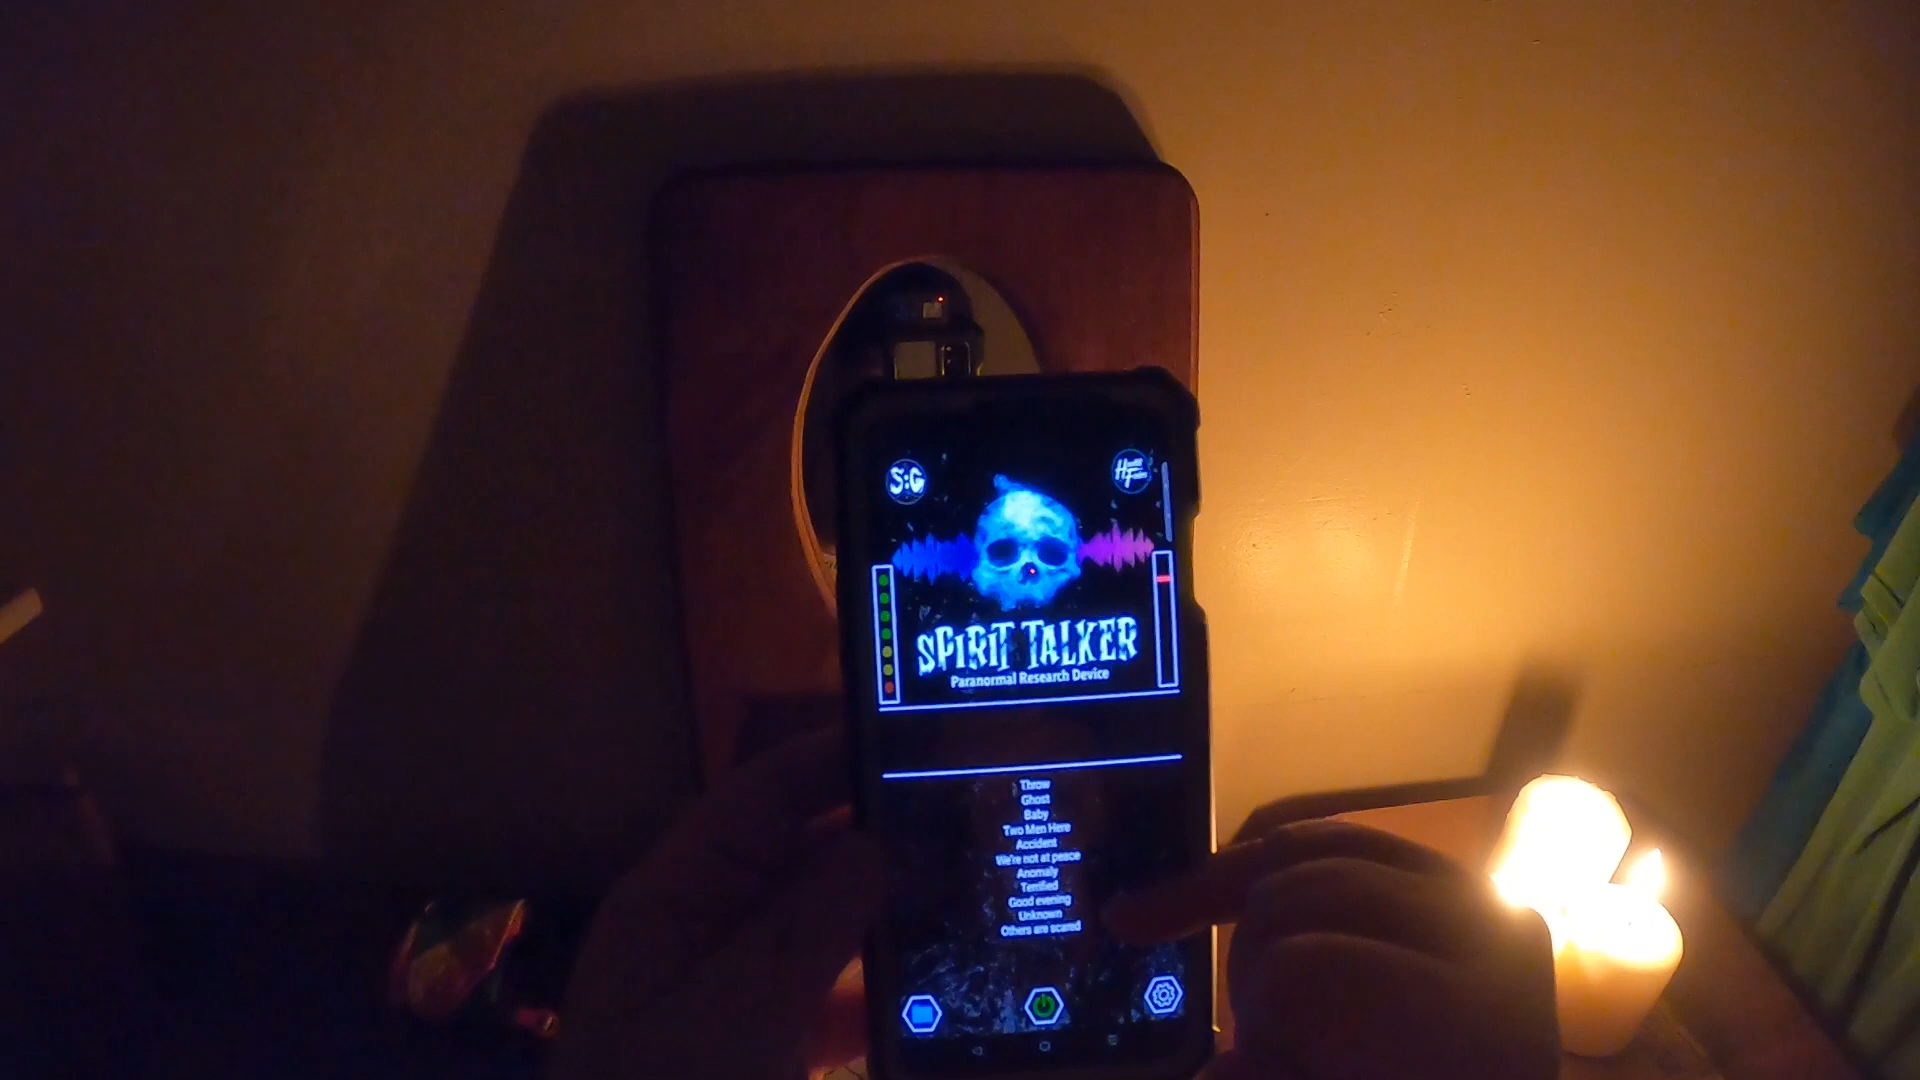 S:G
SPIRIT TALKER
Paranormal Research Device
Throw
Ghost
Baby
Two Men Here
Accident
We're not at peace
Anomaly
Terrified
Good evening
Unknown
Others are scared